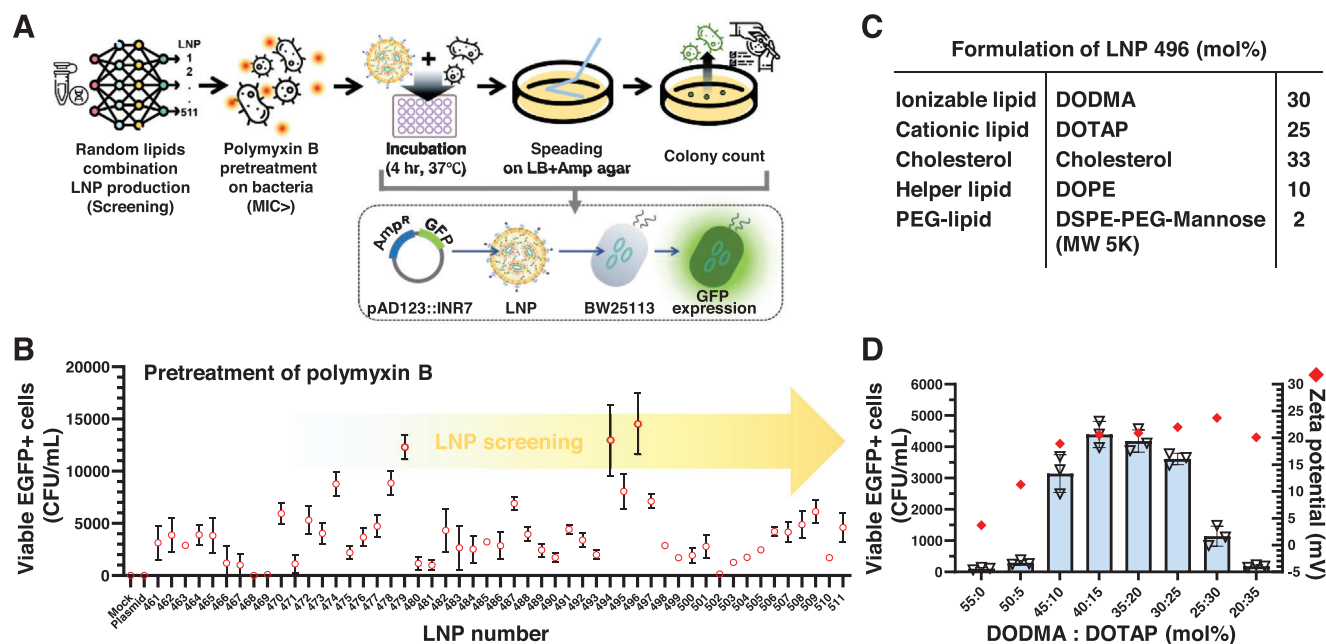 A
LNP
1
2
.
.
511
Random lipids
combination
LNP production
(Screening)
Polymyxin B
pretreatment
on bacteria
(MIC>)
+
Incubation
(4 hr, 37℃)
Speading
on LB+Amp agar
Colony count
AmpR
GFP
pAD123::INR7
LNP
BW25113
GFP
expression
C
Formulation of LNP 496 (mol%)
Ionizable lipid DODMA 30
Cationic lipid DOTAP 25
Cholesterol Cholesterol 33
Helper lipid DOPE 10
PEG-lipid DSPE-PEG-Mannose 2
(MW 5K)
B
Pretreatment of polymyxin B
LNP screening
Viable EGFP+ cells
(CFU/mL)
20000
15000
10000
5000
0
Mock Plasmid 461 462 463 464 465 466 467 468 469 470 471 472 473 474 475 476 477 478 479 480 481 482 483 484 485 486 487 488 489 490 491 492 493 494 495 496 497 498 499 500 501 502 503 504 505 506 507 508 509 510 511
LNP number
D
Viable EGFP+ cells
(CFU/mL)
6000
5000
4000
3000
2000
1000
0
30
25
20
15
10
5
0
-5
Zeta potential (mV)
55:0 50:5 45:10 40:15 35:20 30:25 25:30 20:35
DODMA : DOTAP (mol%)